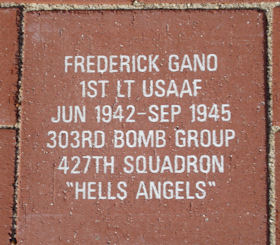 FREDERICK GANO
1ST LT USAAF
JUN 1942-SEP 1945
303RD BOMB GROUP
427TH SQUADRON
"HELLS ANGELS"